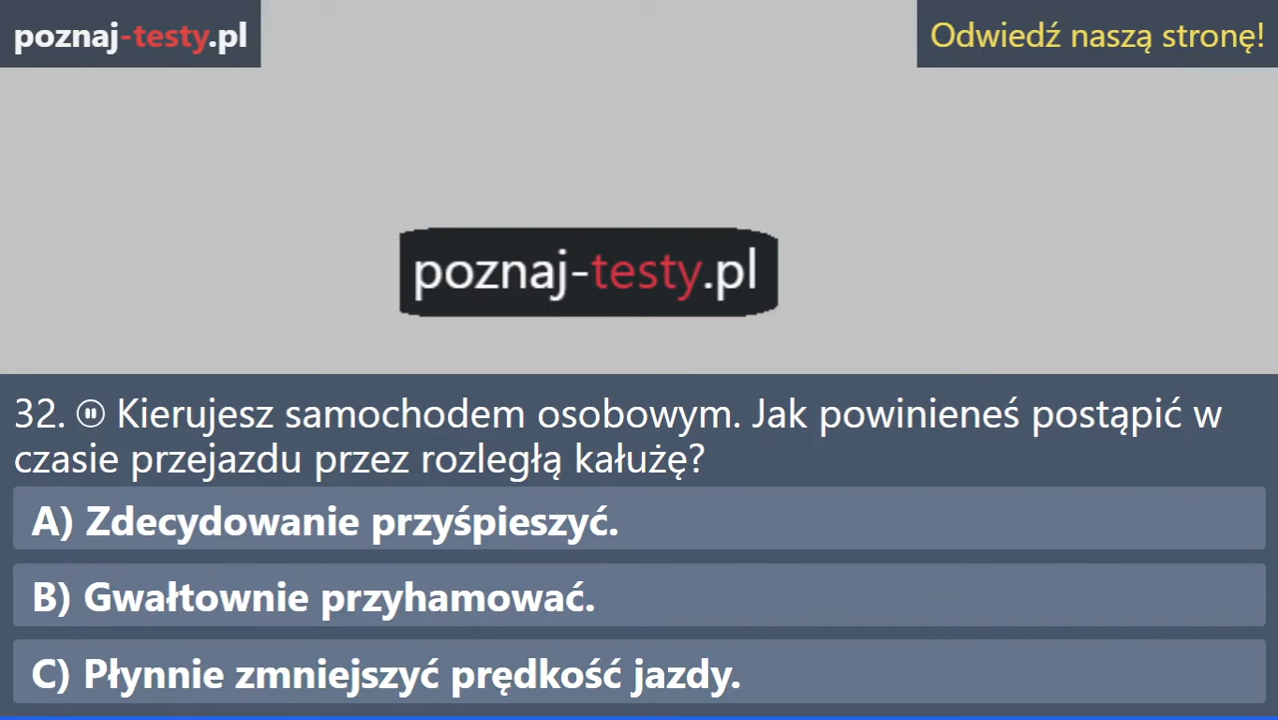 poznaj-testy.pl
Odwiedź naszą stronę!
poznaj-testy.pl
32. ⏸ Kierujesz samochodem osobowym. Jak powinieneś postąpić w
czasie przejazdu przez rozległą kałużę?
A) Zdecydowanie przyśpieszyć.
B) Gwałtownie przyhamować.
C) Płynnie zmniejszyć prędkość jazdy.